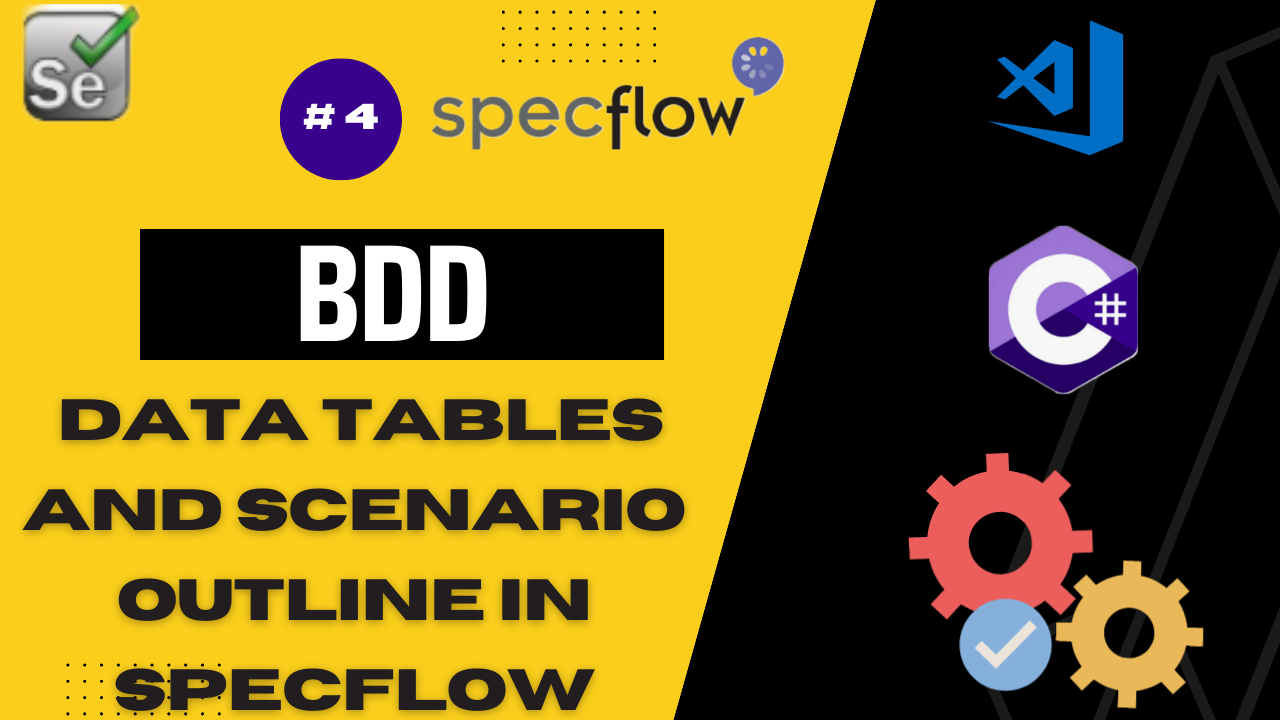 Se
# 4
specflow
BDD
DATA TABLES
AND SCENARIO
OUTLINE IN
SPECFLOW
C#